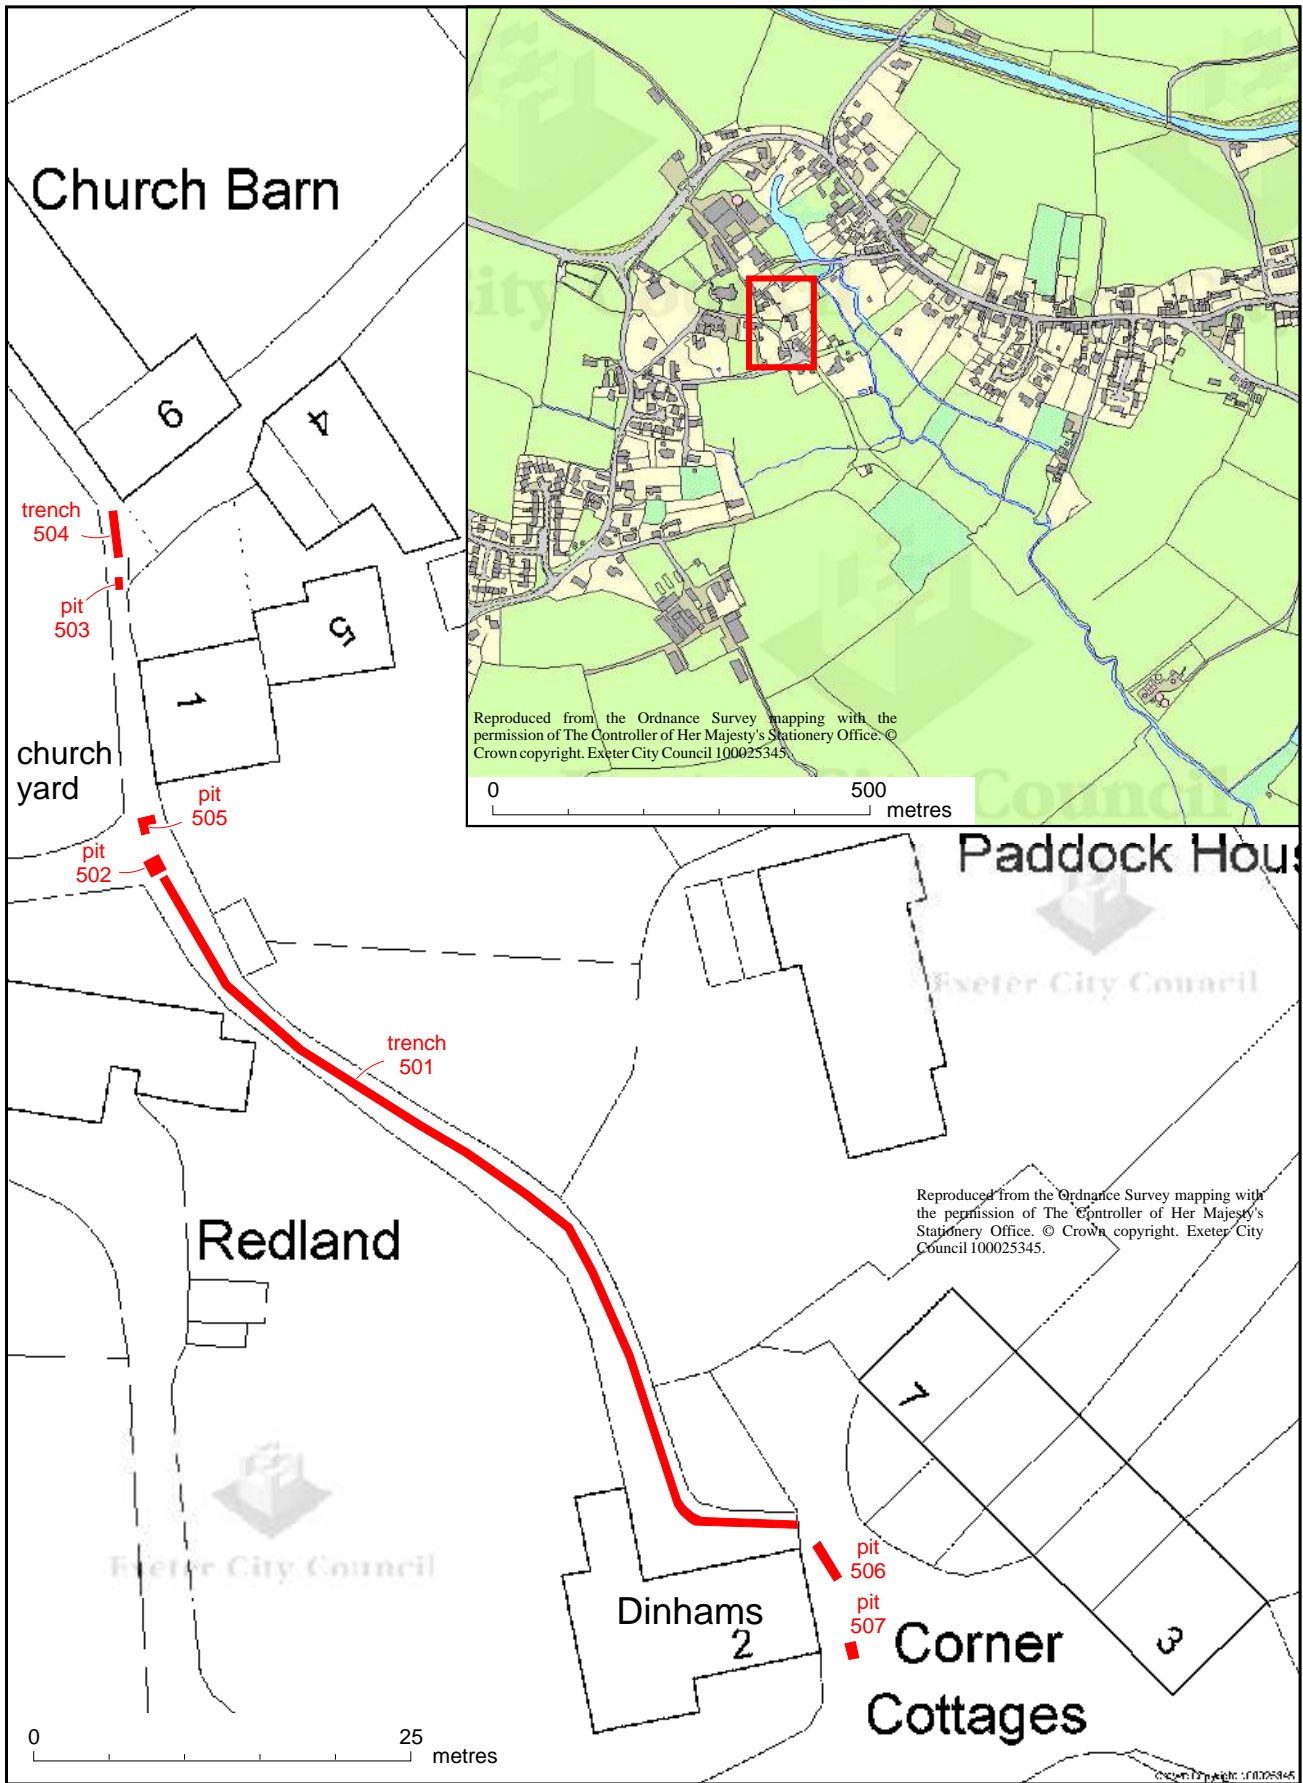 Church Barn
9
4
trench
504
pit
503
5
1
church
yard
pit
505
pit
502
Reproduced from the Ordnance Survey mapping with the
permission of The Controller of Her Majesty's Stationery Office. ©
Crown copyright. Exeter City Council 100025345.
0 500
metres
Council
Paddock Hous
Exeter City Council
trench
501
Redland
Reproduced from the Ordnance Survey mapping with
the permission of The Controller of Her Majesty's
Stationery Office. © Crown copyright. Exeter City
Council 100025345.
7
Exeter City Council
pit
506
pit
507
Dinhams
2
Corner
Cottages
3
0 25
metres